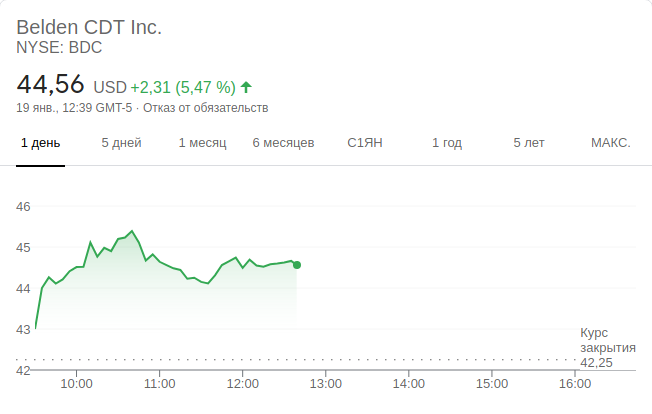 Belden CDT Inc.
NYSE: BDC
44,56 USD +2,31 (5,47 %)
19 янв., 12:39 GMT-5 · Отказ от обязательств
1 день 5 дней 1 месяц 6 месяцев С1ЯН 1 год 5 лет МАКС.
46
45
44
43
Курс
закрытия
42,25
42
10:00 11:00 12:00 13:00 14:00 15:00 16:00